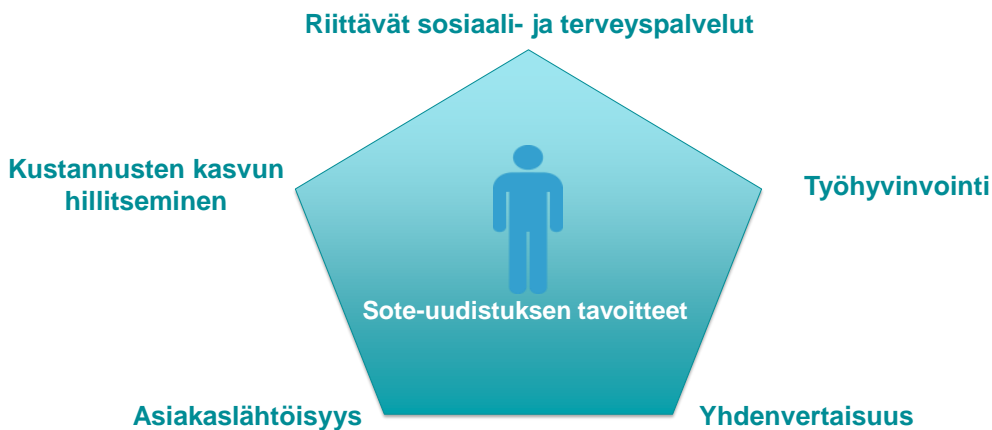 Riittävät sosiaali- ja terveyspalvelut
Kustannusten kasvun
hillitseminen
Työhyvinvointi
Sote-uudistuksen tavoitteet
Asiakaslähtöisyys
Yhdenvertaisuus